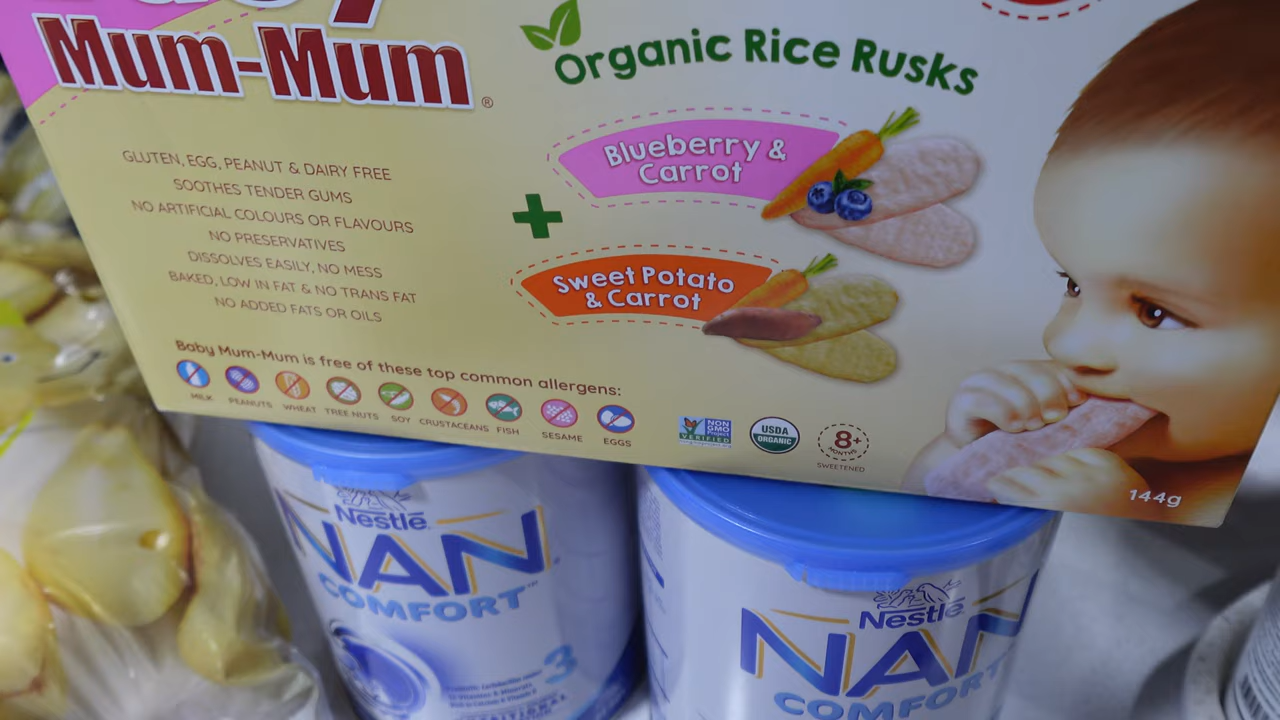 Mum-Mum®
Organic Rice Rusks
Blueberry &
Carrot
Sweet Potato
& Carrot
GLUTEN, EGG, PEANUT & DAIRY FREE
SOOTHES TENDER GUMS
NO ARTIFICIAL COLOURS OR FLAVOURS
NO PRESERVATIVES
DISSOLVES EASILY, NO MESS
BAKED, LOW IN FAT & NO TRANS FAT
NO ADDED FATS OR OILS
Baby Mum-Mum is free of these top common allergens:
MILK PEANUTS WHEAT TREE NUTS SOY CRUSTACEANS FISH SESAME EGGS
NON
GMO
Project
VERIFIED
USDA
ORGANIC
8+
MONTHS
SWEETENED
144g
Nestlé
NAN
COMFORT™
3
Nestlé
NAN
COMFORT